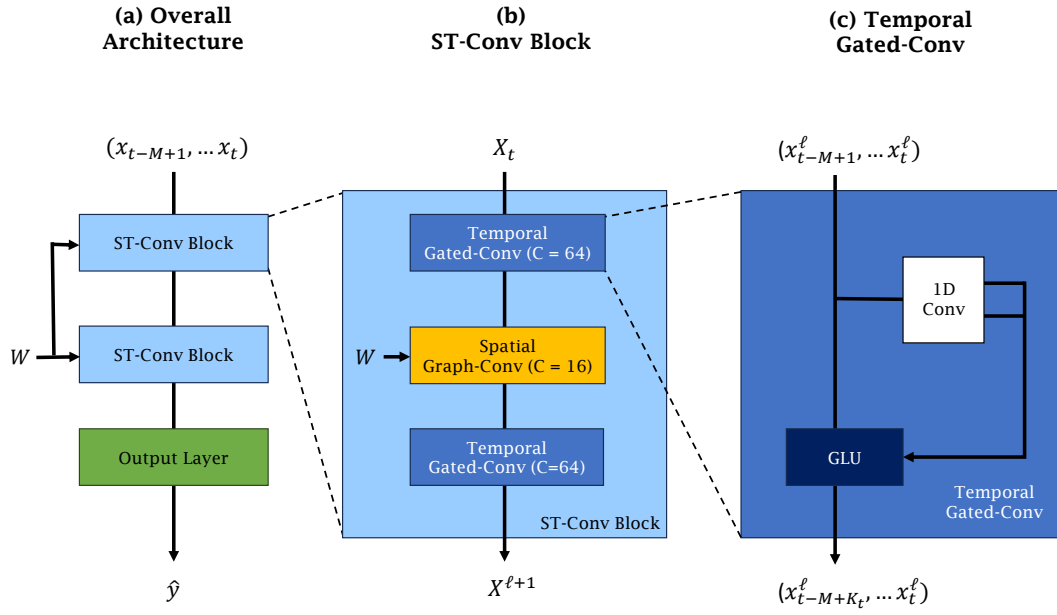 (a) Overall
Architecture
(b)
ST-Conv Block
(c) Temporal
Gated-Conv
(x_{t−M+1}, … x_t)
ST-Conv Block
W
ST-Conv Block
Output Layer
ŷ
X_t
Temporal
Gated-Conv (C = 64)
W
Spatial
Graph-Conv (C = 16)
Temporal
Gated-Conv (C=64)
ST-Conv Block
X^{ℓ+1}
(x^ℓ_{t−M+1}, … x^ℓ_t)
1D
Conv
GLU
Temporal
Gated-Conv
(x^ℓ_{t−M+K_t}, … x^ℓ_t)